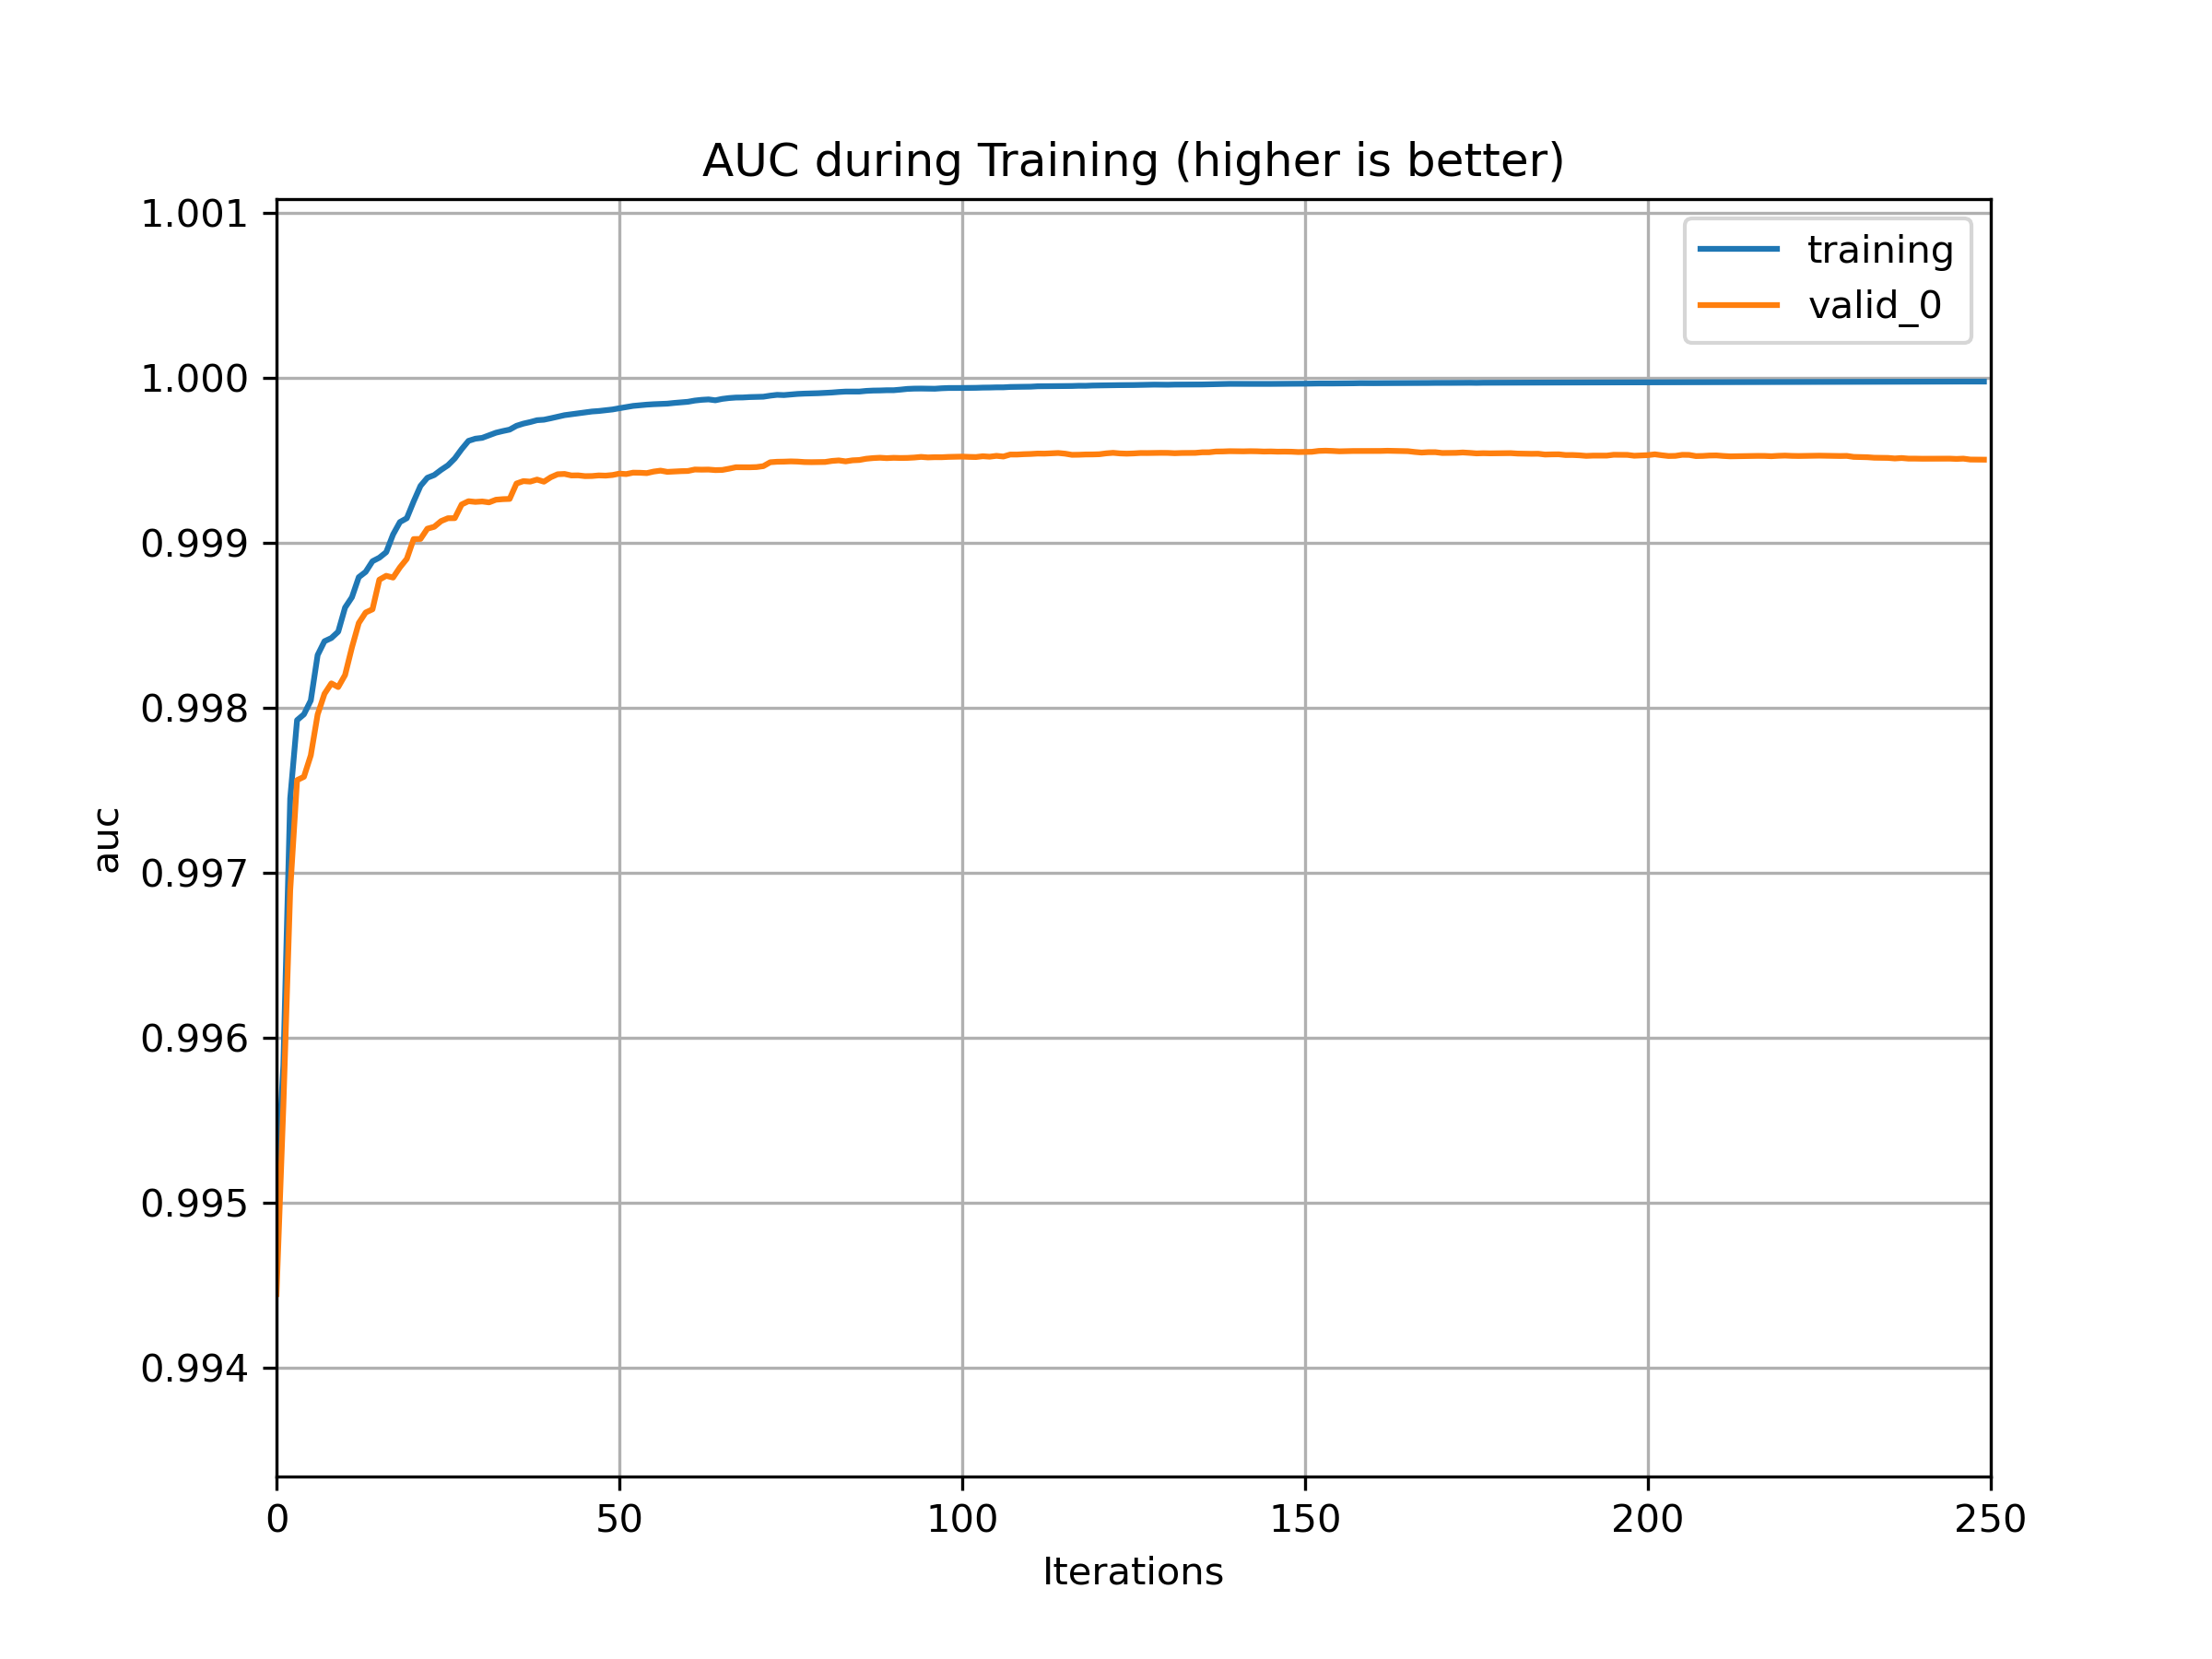 AUC during Training (higher is better)
training
valid_0
1.001
1.000
0.999
0.998
0.997
0.996
0.995
0.994
auc
0 50 100 150 200 250
Iterations